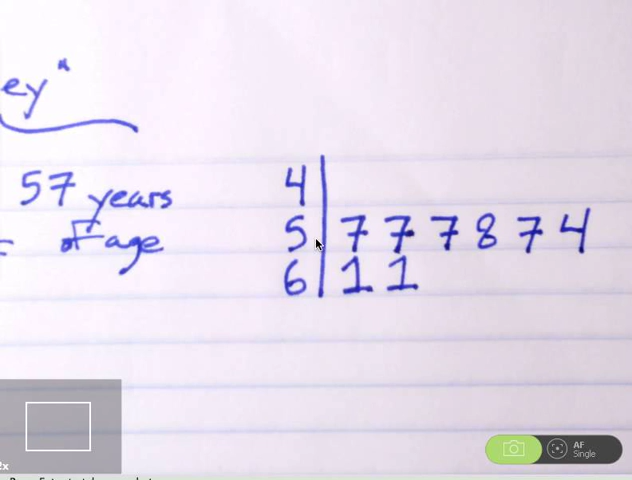 ey"
57 years
= of age
4
5 7 7 7 8 7 4
6 1 1
AF
Single